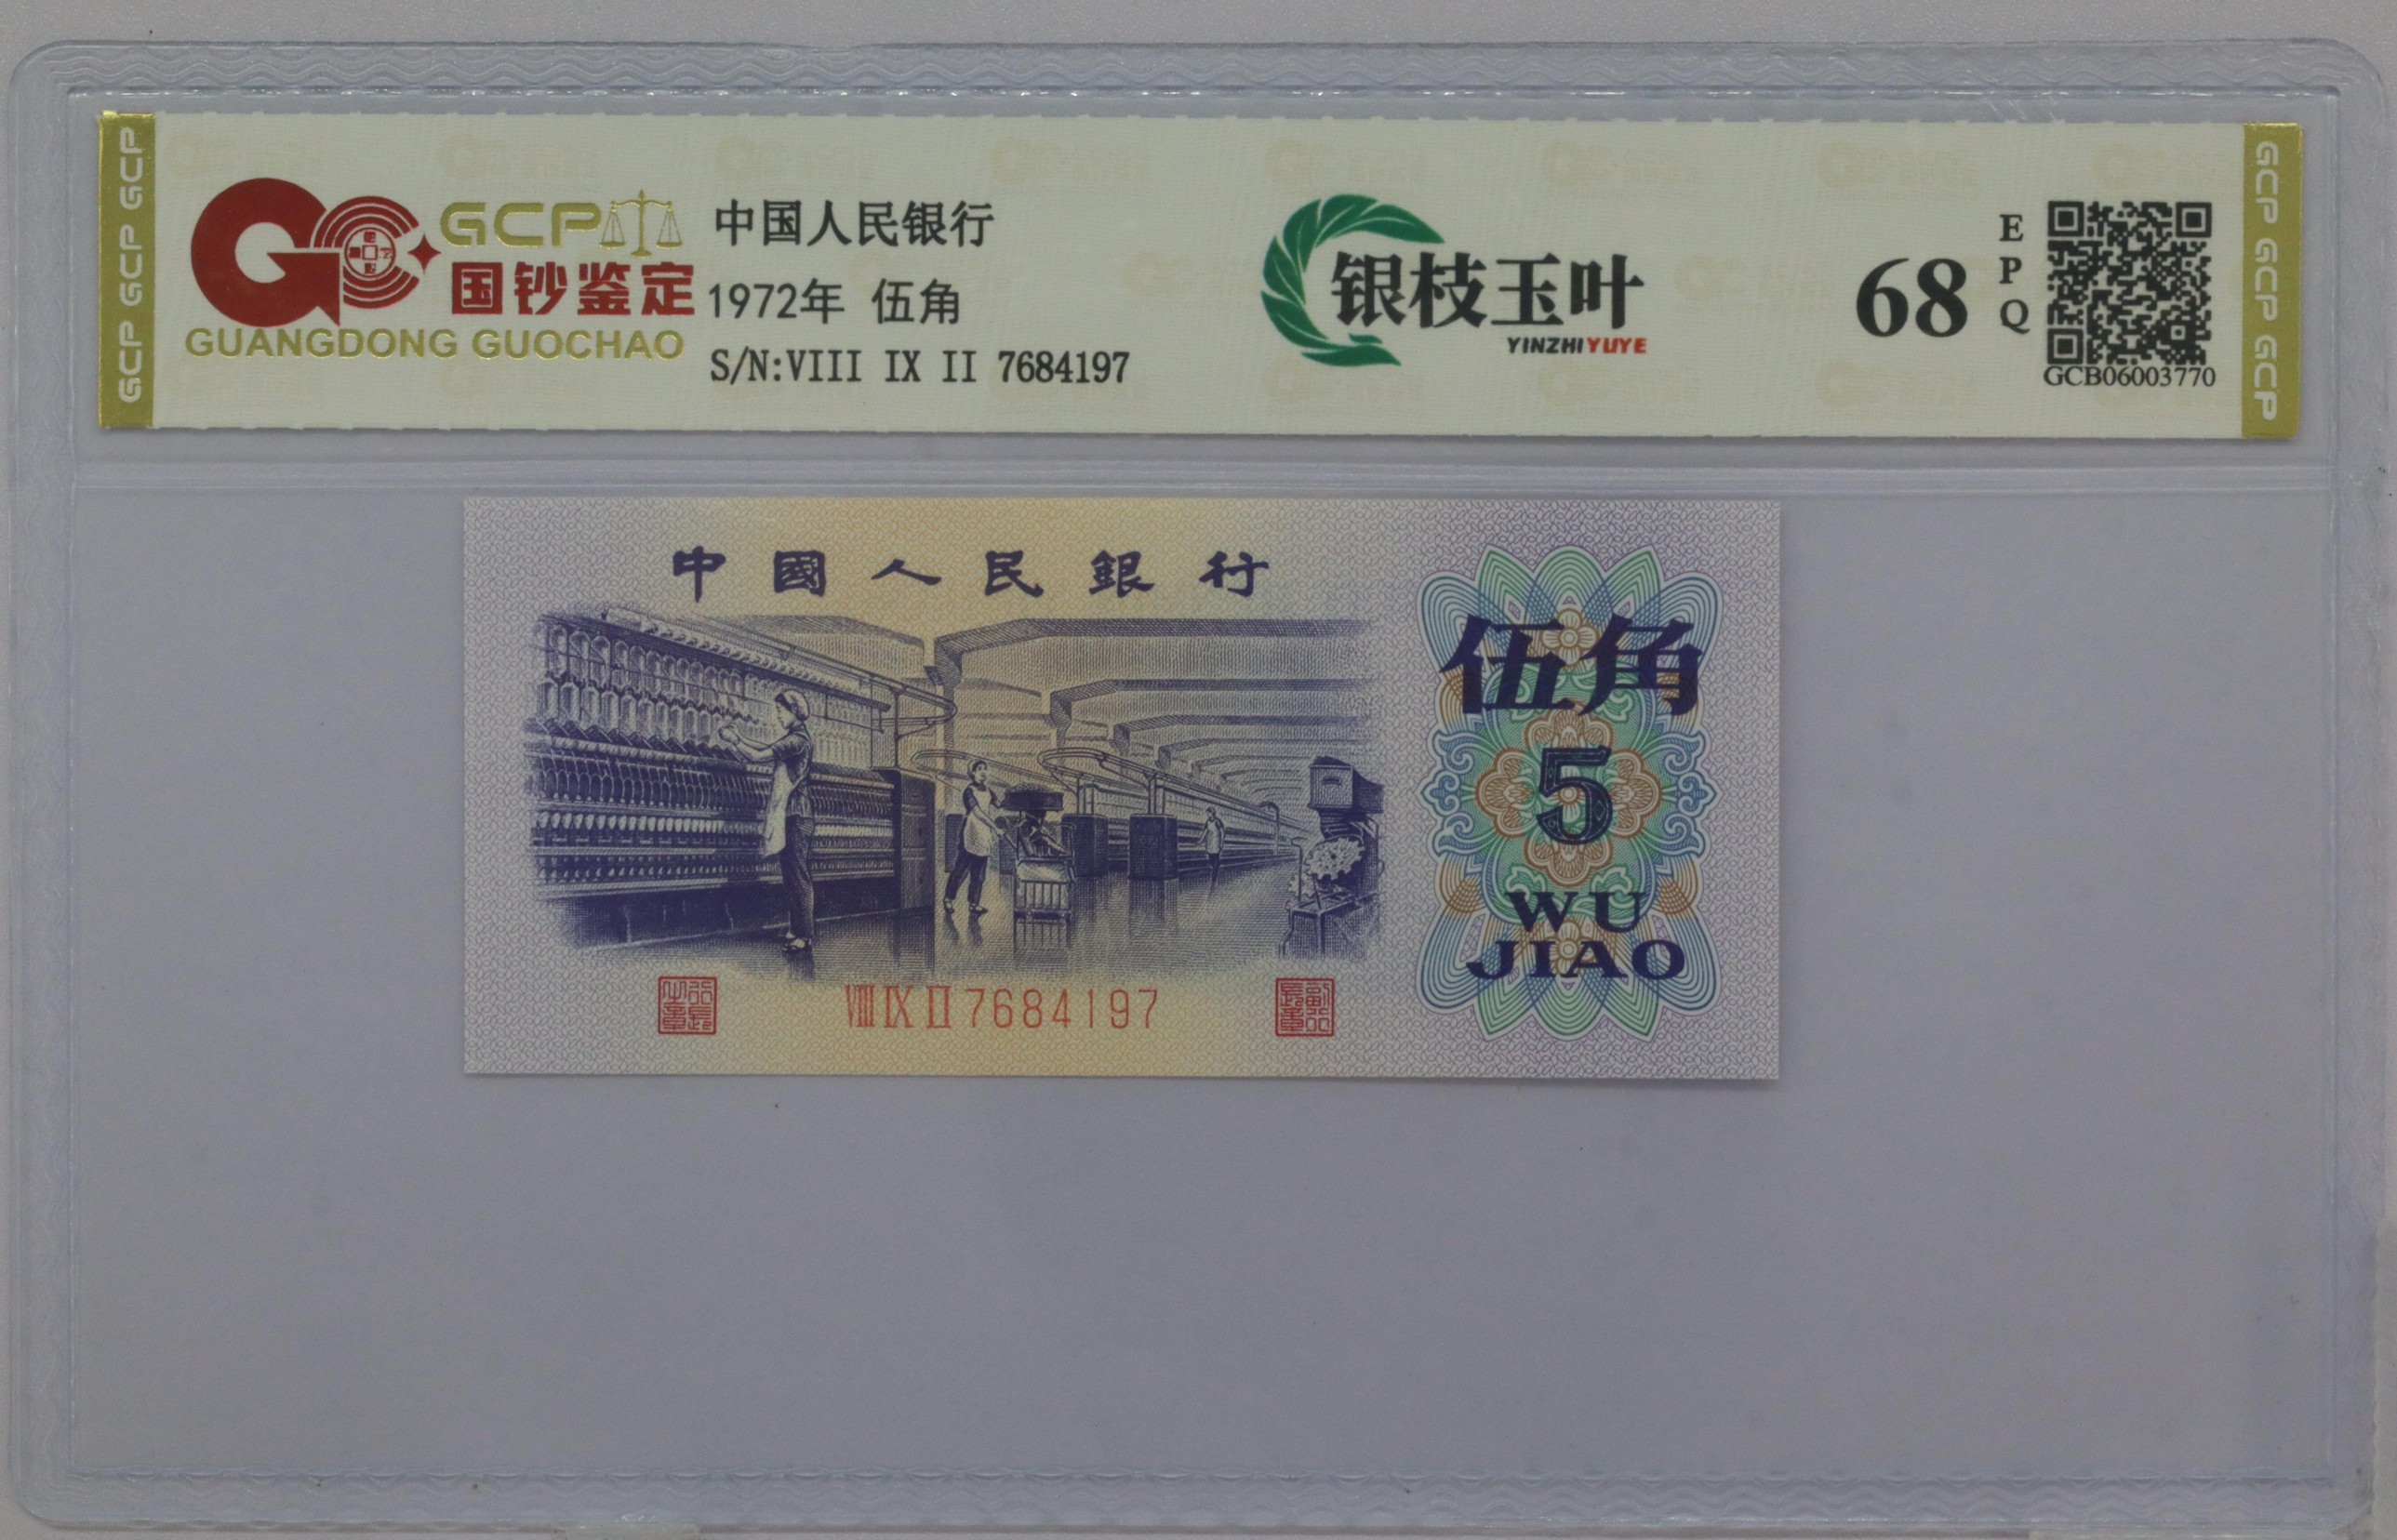 GCP GCP GCP
GCP
国钞鉴定
GUANGDONG GUOCHAO
中国人民银行
1972年 伍角
S/N:VIII IX II 7684197
银枝玉叶
YINZHIYUYE
68
EPQ
GCB06003770
GCP GCP GCP
中國人民銀行
伍角
5
WU
JIAO
VIII IX II 7684197